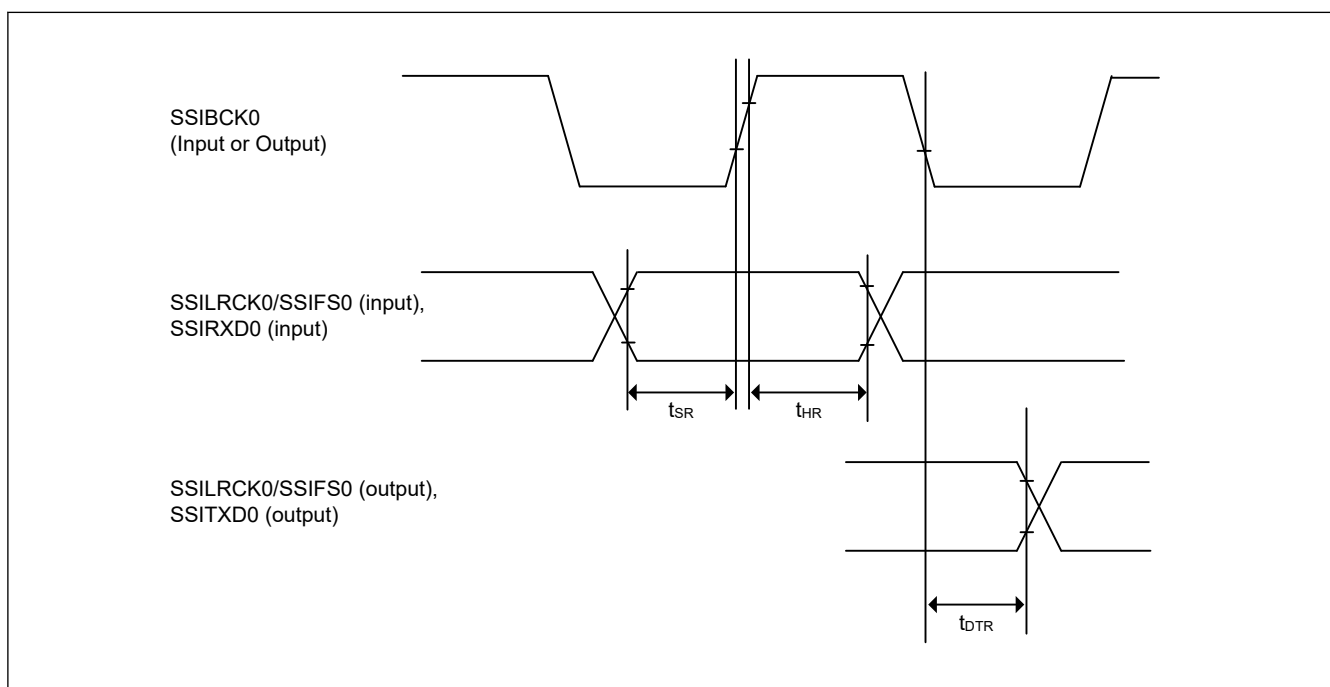 SSIBCK0
(Input or Output)
SSILRCK0/SSIFS0 (input),
SSIRXD0 (input)
tSR
tHR
SSILRCK0/SSIFS0 (output),
SSITXD0 (output)
tDTR